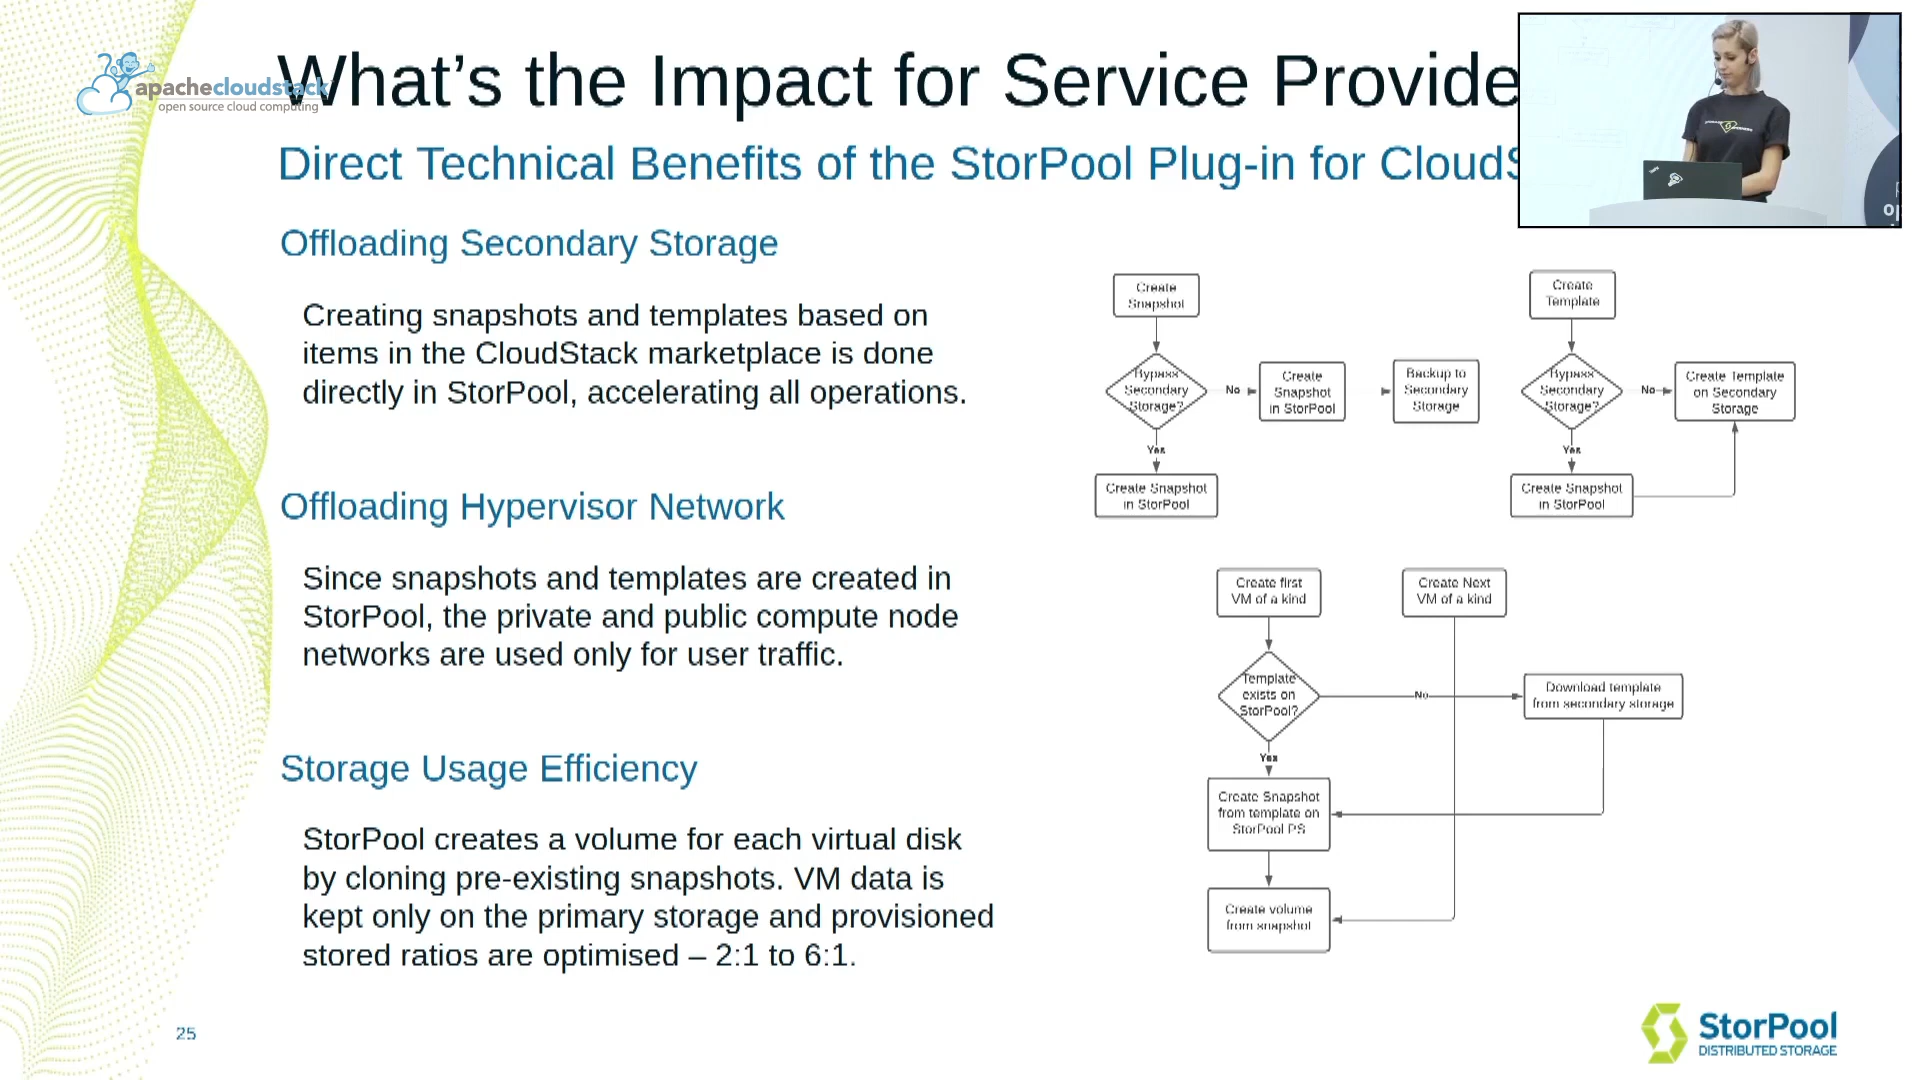 apachecloudstack
open source cloud computing
What's the Impact for Service Provide
Direct Technical Benefits of the StorPool Plug-in for CloudS
Offloading Secondary Storage
Creating snapshots and templates based on
items in the CloudStack marketplace is done
directly in StorPool, accelerating all operations.
Offloading Hypervisor Network
Since snapshots and templates are created in
StorPool, the private and public compute node
networks are used only for user traffic.
Storage Usage Efficiency
StorPool creates a volume for each virtual disk
by cloning pre-existing snapshots. VM data is
kept only on the primary storage and provisioned
stored ratios are optimised – 2:1 to 6:1.
Create
Snapshot
Bypass
Secondary
Storage?
No
Create
Snapshot
in StorPool
Backup to
Secondary
Storage
Yes
Create Snapshot
in StorPool
Create
Template
Bypass
Secondary
Storage?
No
Create Template
on Secondary
Storage
Yes
Create Snapshot
in StorPool
Create first
VM of a kind
Create Next
VM of a kind
Template
exists on
StorPool?
No
Download template
from secondary storage
Yes
Create Snapshot
from template on
StorPool PS
Create volume
from snapshot
25
StorPool
DISTRIBUTED STORAGE